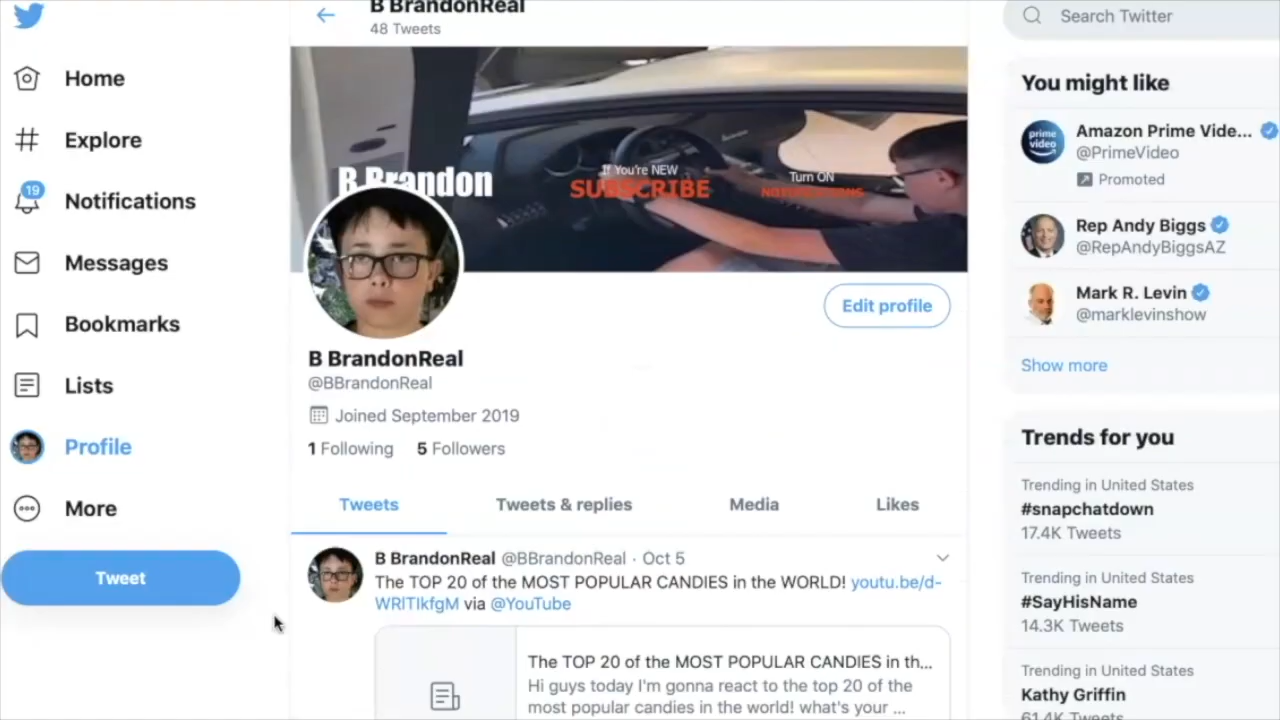 B BrandonReal
48 Tweets
Search Twitter
Home
Explore
19
Notifications
Messages
Bookmarks
Lists
Profile
More
Tweet
B Brandon
If You're NEW
SUBSCRIBE
Turn ON
NOTIFICATIONS
Edit profile
B BrandonReal
@BBrandonReal
Joined September 2019
1 Following 5 Followers
Tweets Tweets & replies Media Likes
B BrandonReal @BBrandonReal · Oct 5
The TOP 20 of the MOST POPULAR CANDIES in the WORLD! youtu.be/d-
WRlTIkfgM via @YouTube
The TOP 20 of the MOST POPULAR CANDIES in th...
Hi guys today I'm gonna react to the top 20 of the
most popular candies in the world! what's your ...
You might like
prime video
Amazon Prime Vide...
@PrimeVideo
Promoted
Rep Andy Biggs
@RepAndyBiggsAZ
Mark R. Levin
@marklevinshow
Show more
Trends for you
Trending in United States
#snapchatdown
17.4K Tweets
Trending in United States
#SayHisName
14.3K Tweets
Trending in United States
Kathy Griffin
61.4K Tweets